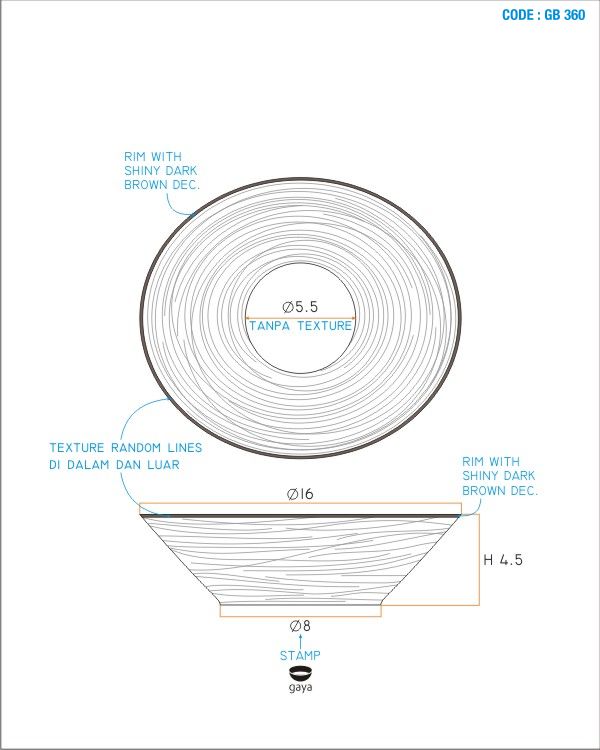 CODE : GB 360
RIM WITH
SHINY DARK
BROWN DEC.
Ø5.5
TANPA TEXTURE
TEXTURE RANDOM LINES
DI DALAM DAN LUAR
RIM WITH
SHINY DARK
BROWN DEC.
Ø16
H 4.5
Ø8
STAMP
gaya